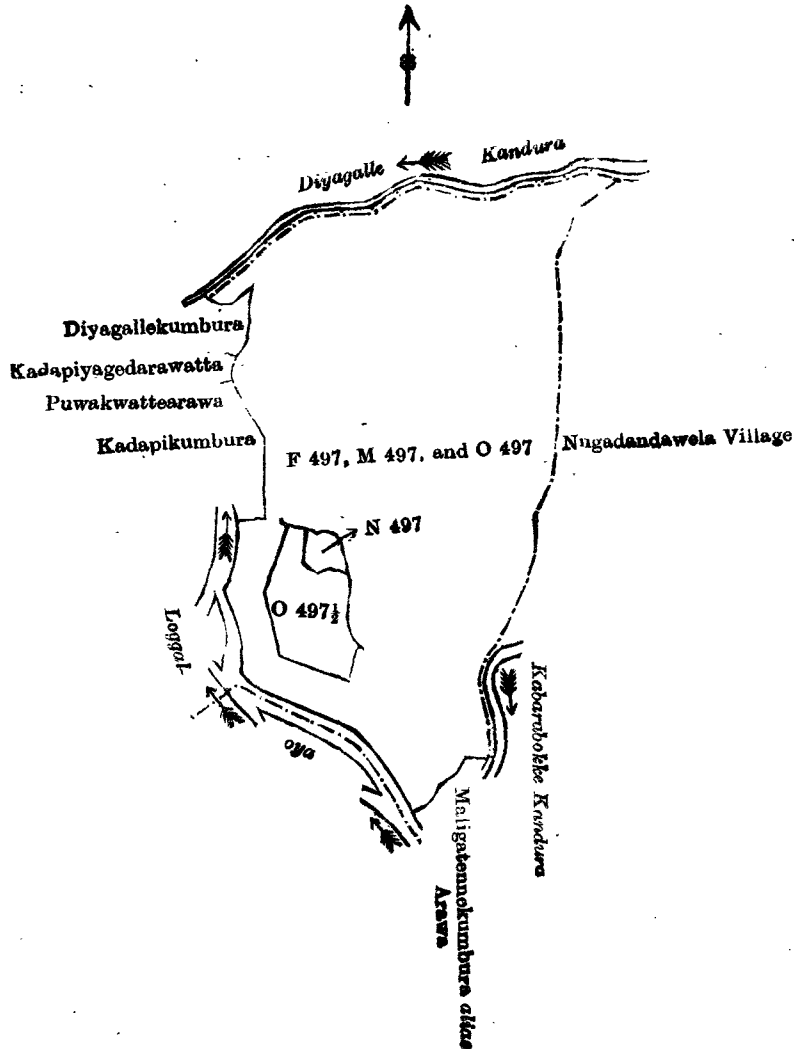 Diyagalle Kandura
Diyagallekumbura
Kadapiyagedarawatta
Puwakwattearawa
Kadapikumbura
F 497, M 497, and O 497
Nugadandawela Village
N 497
O 497½
Loggal-
oya
Kabarabokke Kandura
Maligatennekumbura alias
Arawa